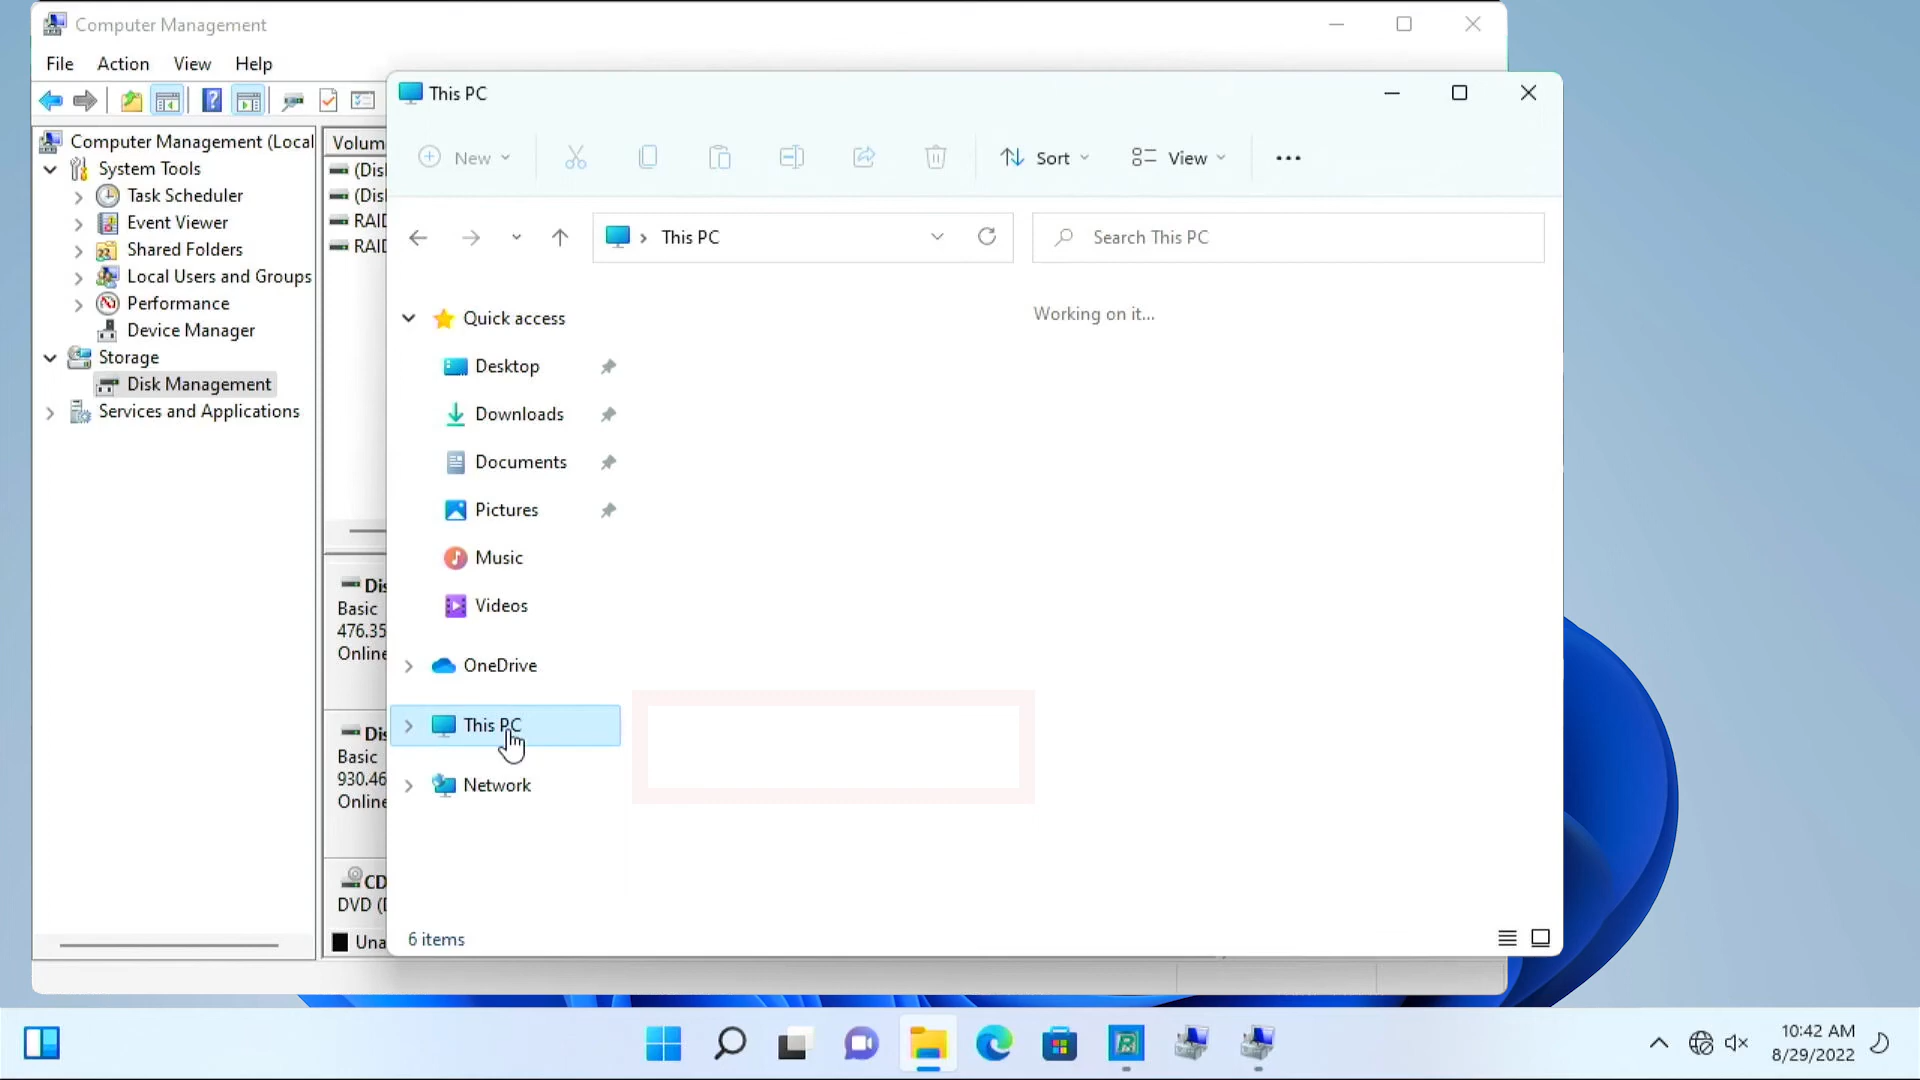 Computer Management
File Action View Help
Computer Management (Local
System Tools
Task Scheduler
Event Viewer
Shared Folders
Local Users and Groups
Performance
Device Manager
Storage
Disk Management
Services and Applications
Volum
(Disk
(Disk
RAID
RAID
Dis
Basic
476.35
Online
Dis
Basic
930.46
Online
CD
DVD (
Una
This PC
New
Sort
View
This PC
Search This PC
Quick access
Desktop
Downloads
Documents
Pictures
Music
Videos
OneDrive
This PC
Network
Working on it...
6 items
10:42 AM
8/29/2022